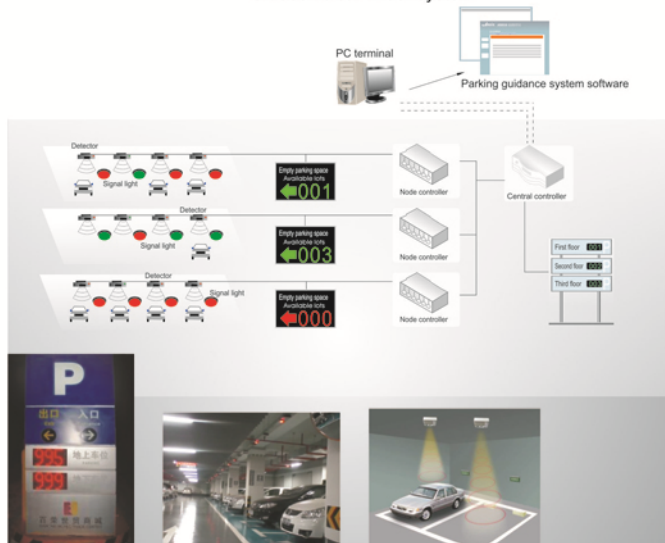 PC terminal
Parking guidance system software
Detector
Signal light
Empty parking space
Available lots
001
Node controller
Central controller
Detector
Signal light
Empty parking space
Available lots
003
Node controller
First floor 001
Second floor 002
Third floor 003
Detector
Signal light
Empty parking space
Available lots
000
Node controller
P
出口 入口
995 地上车位
999